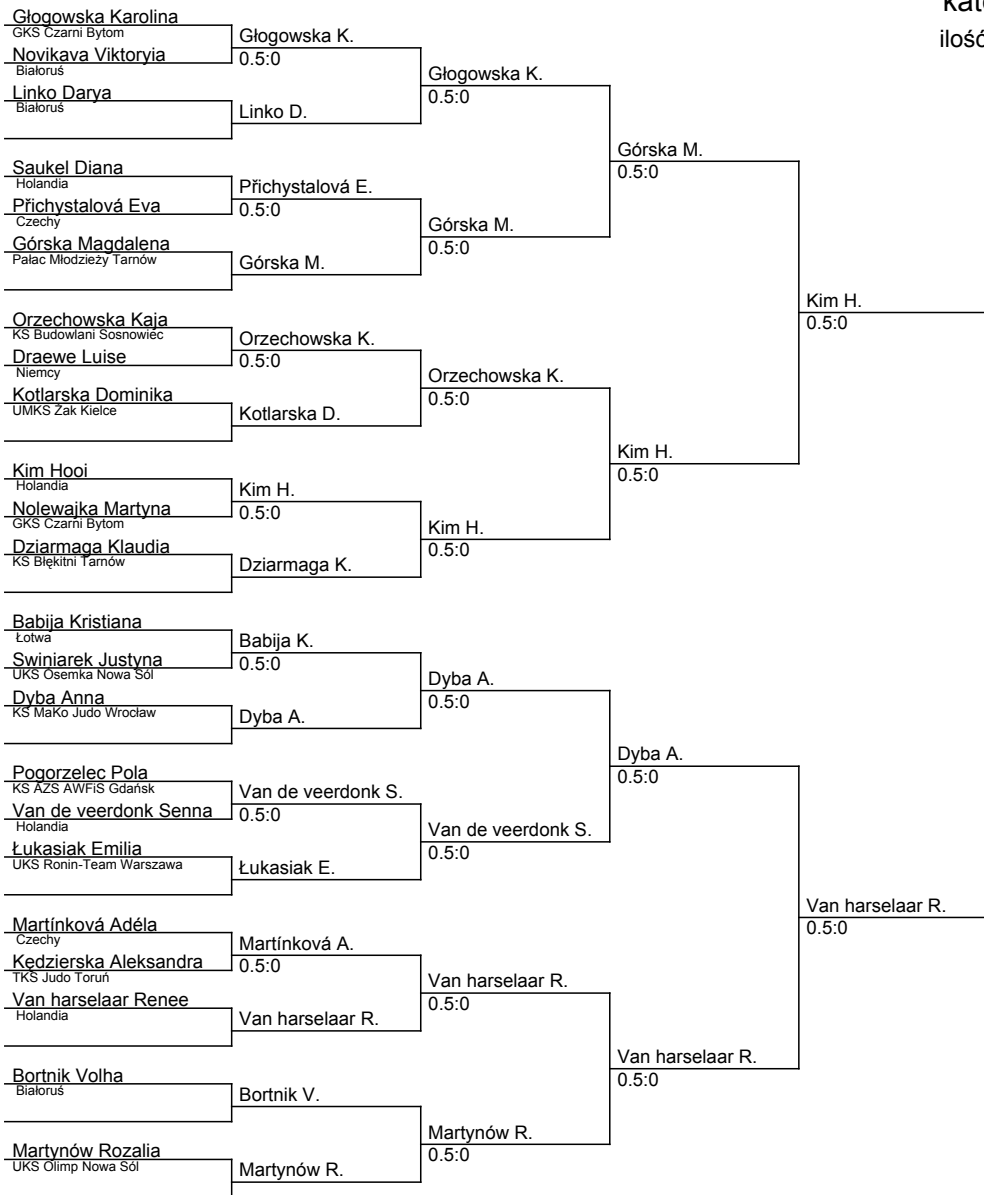 kate
ilość
Głogowska Karolina
GKS Czarni Bytom
Głogowska K.
Novikava Viktoryia
0.5:0
Białoruś
Głogowska K.
Linko Darya
0.5:0
Białoruś
Linko D.
Górska M.
Saukel Diana
0.5:0
Holandia
Přichystalová E.
Přichystalová Eva
0.5:0
Czechy
Górska M.
Górska Magdalena
0.5:0
Pałac Młodzieży Tarnów
Górska M.
Kim H.
Orzechowska Kaja
0.5:0
KS Budowlani Sosnowiec
Orzechowska K.
Draewe Luise
0.5:0
Niemcy
Orzechowska K.
Kotlarska Dominika
0.5:0
UMKS Żak Kielce
Kotlarska D.
Kim H.
Kim Hooi
0.5:0
Holandia
Kim H.
Nolewajka Martyna
0.5:0
GKS Czarni Bytom
Kim H.
Dziarmaga Klaudia
0.5:0
KS Błękitni Tarnów
Dziarmaga K.
Babija Kristiana
Łotwa
Babija K.
Swiniarek Justyna
0.5:0
UKS Osemka Nowa Sól
Dyba A.
Dyba Anna
0.5:0
KS MaKo Judo Wrocław
Dyba A.
Dyba A.
Pogorzelec Pola
0.5:0
KS AZS AWFiS Gdańsk
Van de veerdonk S.
Van de veerdonk Senna
0.5:0
Holandia
Van de veerdonk S.
Łukasiak Emilia
0.5:0
UKS Ronin-Team Warszawa
Łukasiak E.
Van harselaar R.
Martínková Adéla
0.5:0
Czechy
Martínková A.
Kędzierska Aleksandra
0.5:0
TKS Judo Toruń
Van harselaar R.
Van harselaar Renee
0.5:0
Holandia
Van harselaar R.
Van harselaar R.
Bortnik Volha
0.5:0
Białoruś
Bortnik V.
Martynów R.
Martynów Rozalia
0.5:0
UKS Olimp Nowa Sól
Martynów R.